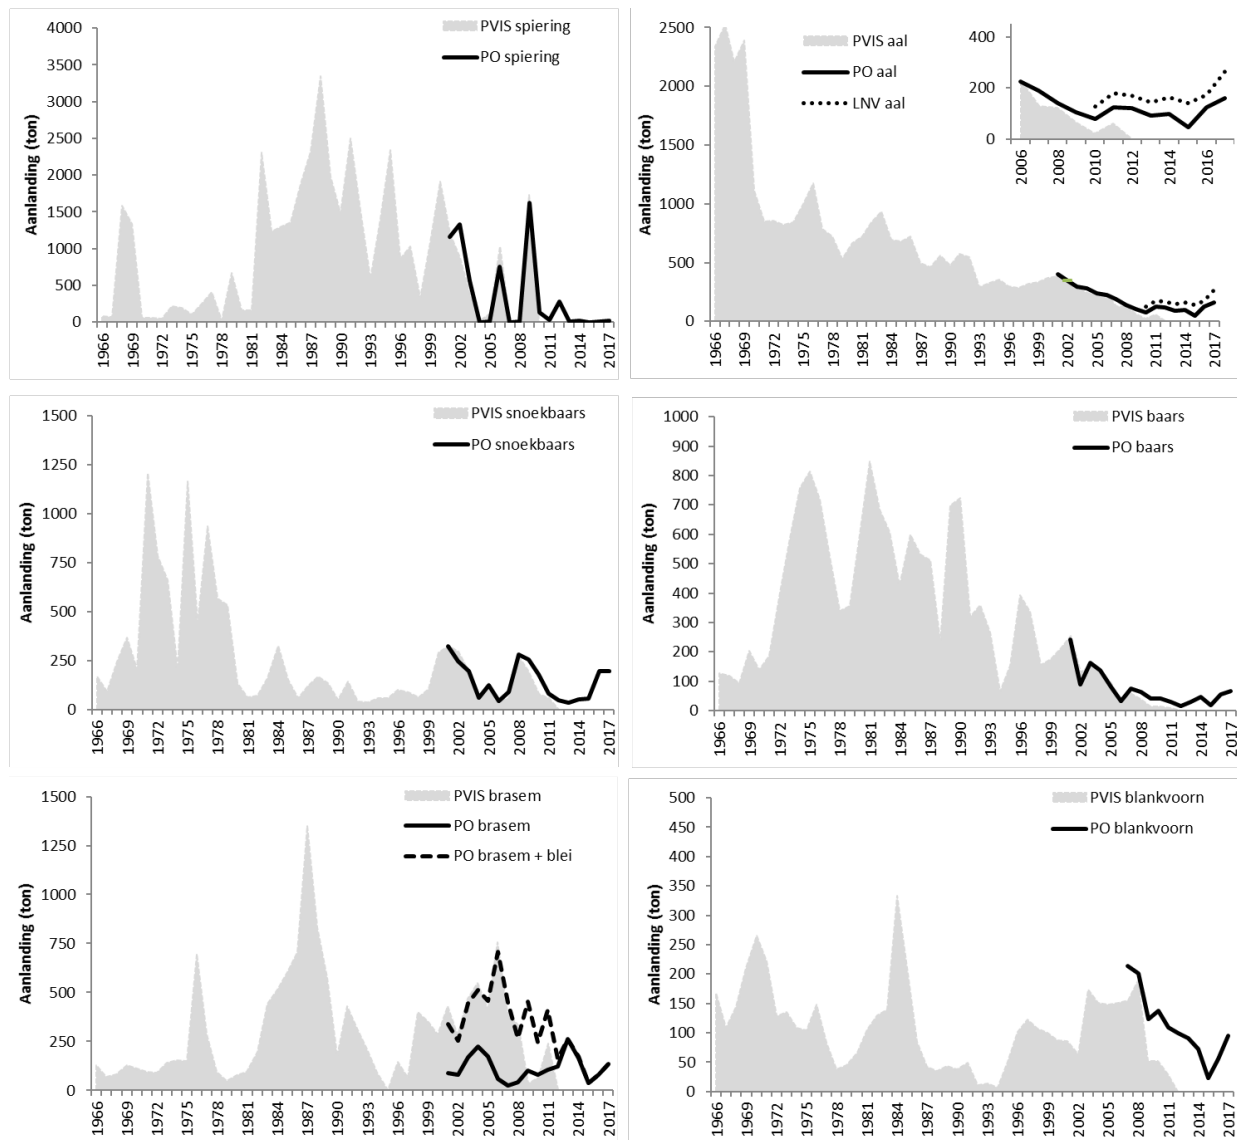 4000
3500
3000
2500
2000
1500
1000
500
0
Aanlanding (ton)
PVIS spiering
PO spiering
1966 1969 1972 1975 1978 1981 1984 1987 1990 1993 1996 1999 2002 2005 2008 2011 2014 2017
2500
2000
1500
1000
500
0
Aanlanding (ton)
PVIS aal
PO aal
LNV aal
400
200
0
2006 2008 2010 2012 2014 2016
1966 1969 1972 1975 1978 1981 1984 1987 1990 1993 1996 1999 2002 2005 2008 2011 2014 2017
1500
1250
1000
750
500
250
0
Aanlanding (ton)
PVIS snoekbaars
PO snoekbaars
1966 1969 1972 1975 1978 1981 1984 1987 1990 1993 1996 1999 2002 2005 2008 2011 2014 2017
1000
900
800
700
600
500
400
300
200
100
0
Aanlanding (ton)
PVIS baars
PO baars
1966 1969 1972 1975 1978 1981 1984 1987 1990 1993 1996 1999 2002 2005 2008 2011 2014 2017
1500
1250
1000
750
500
250
0
Aanlanding (ton)
PVIS brasem
PO brasem
PO brasem + blei
1966 1969 1972 1975 1978 1981 1984 1987 1990 1993 1996 1999 2002 2005 2008 2011 2014 2017
500
450
400
350
300
250
200
150
100
50
0
Aanlanding (ton)
PVIS blankvoorn
PO blankvoorn
1966 1969 1972 1975 1978 1981 1984 1987 1990 1993 1996 1999 2002 2005 2008 2011 2014 2017